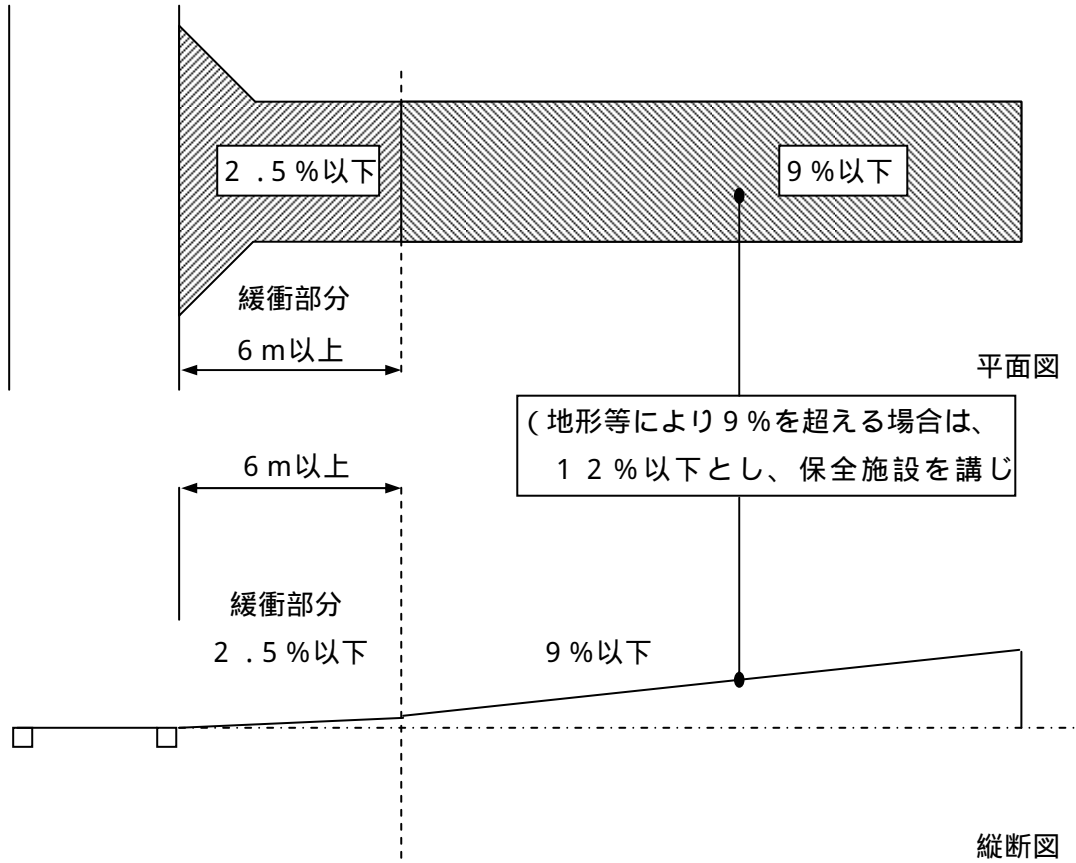 2.5%以下
9%以下
緩衝部分
6m以上
平面図
(地形等により9%を超える場合は、
12%以下とし、保全施設を講じ
6m以上
緩衝部分
2.5%以下
9%以下
縦断図